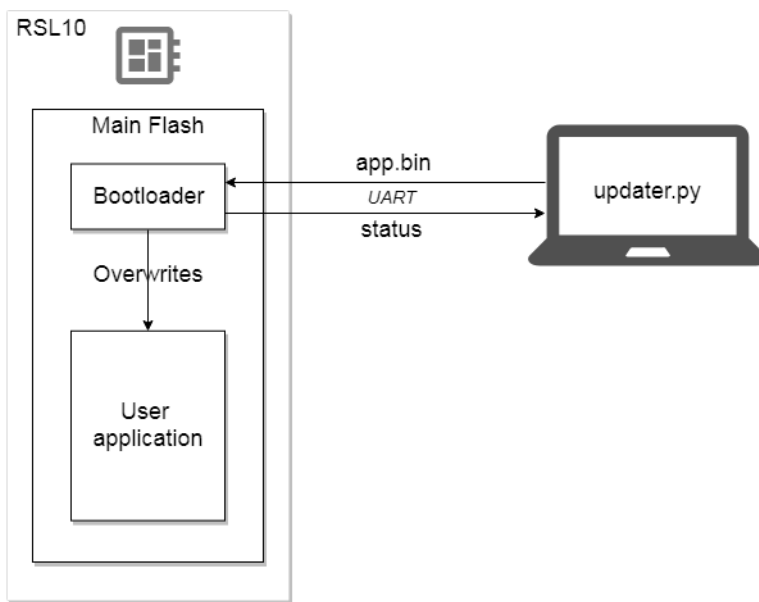 RSL10
Main Flash
Bootloader
app.bin
UART
status
updater.py
Overwrites
User
application